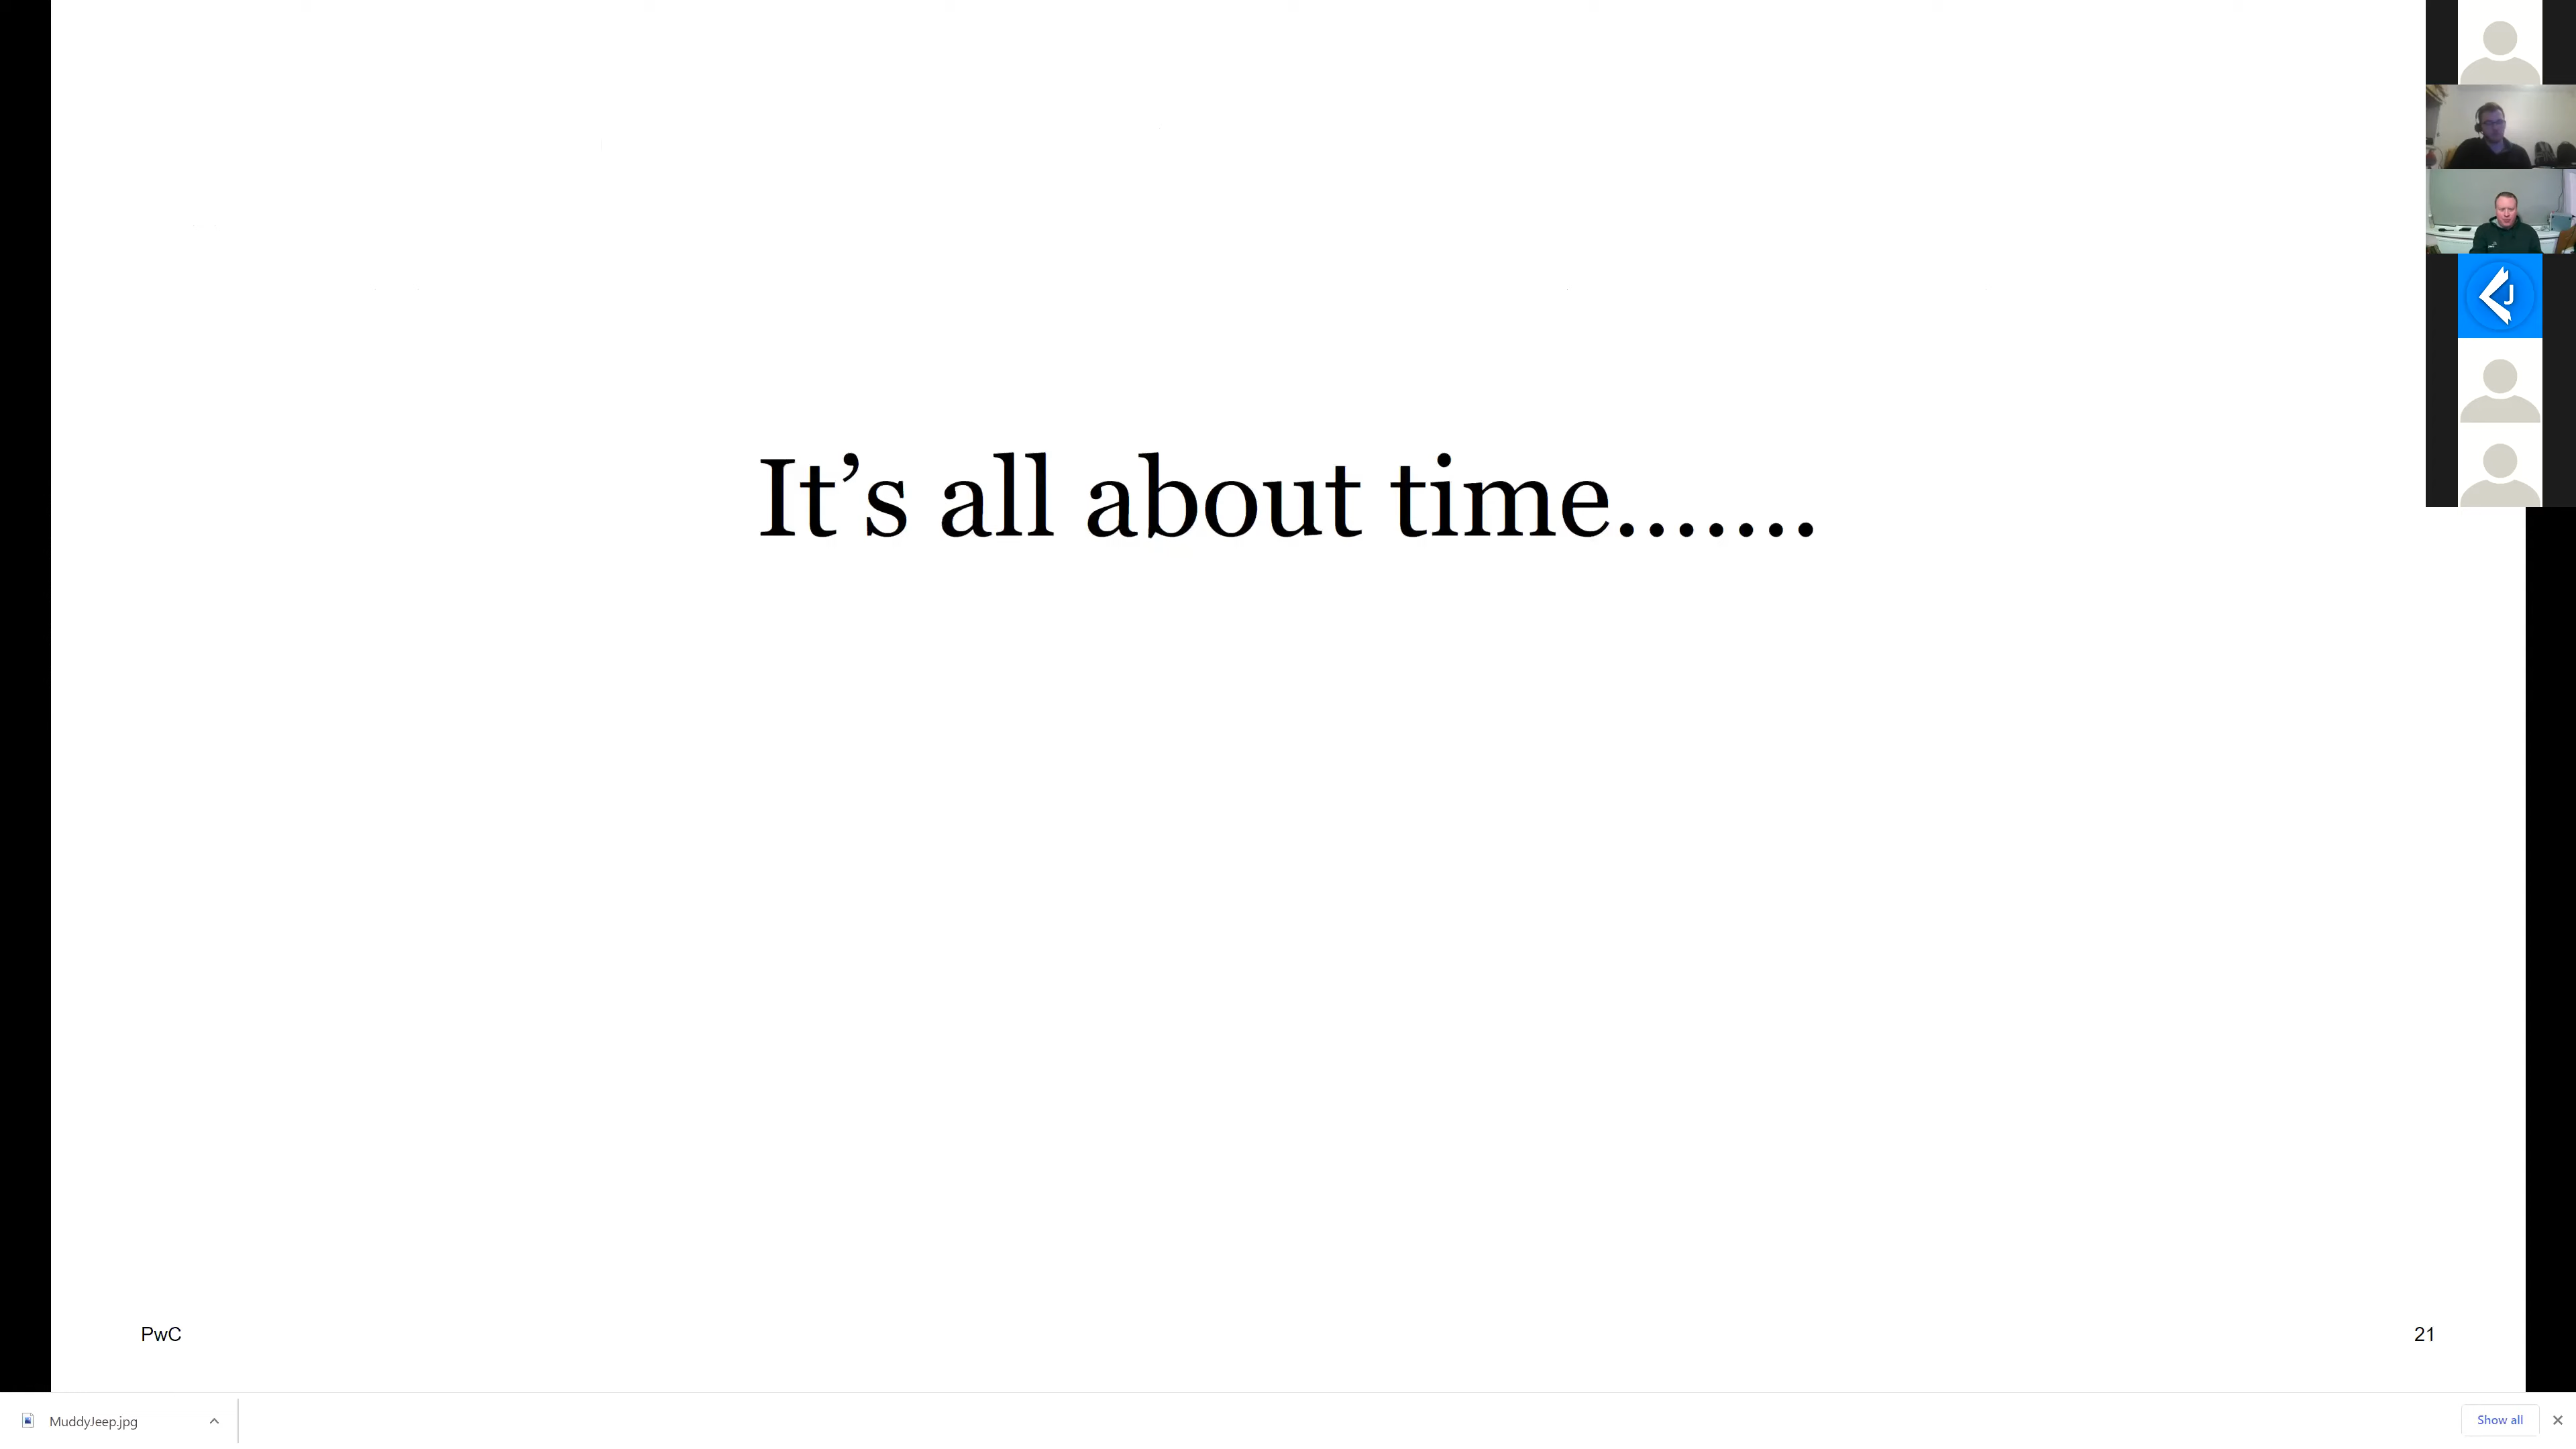 J
It’s all about time.......
PwC
21
MuddyJeep.jpg
Show all